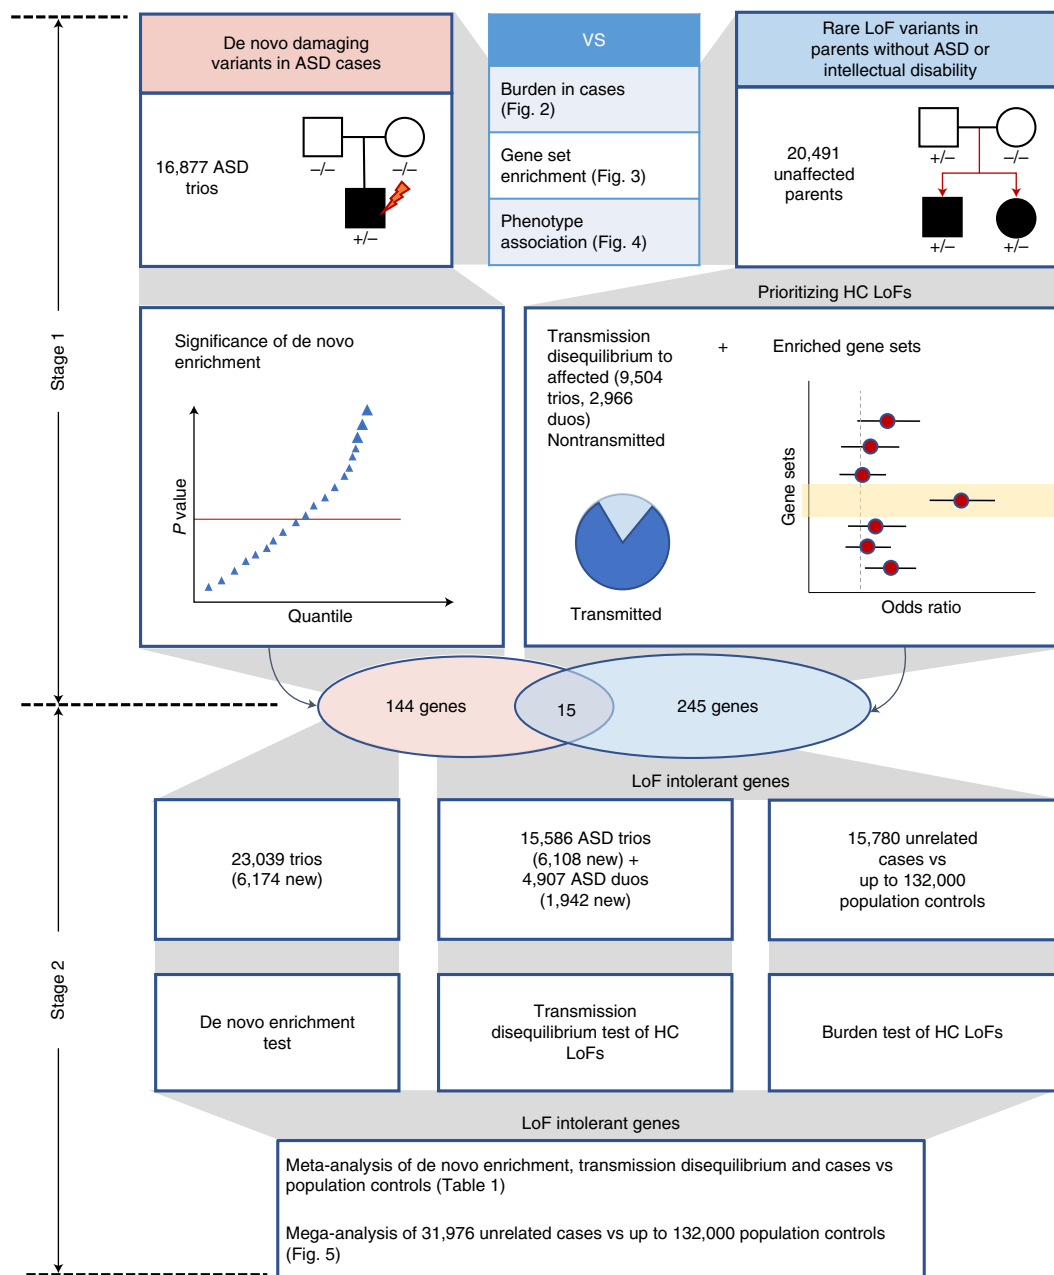 De novo damaging
variants in ASD cases
VS
Rare LoF variants in
parents without ASD or
intellectual disability
16,877 ASD
trios
–/–
–/–
+/–
Burden in cases
(Fig. 2)
Gene set
enrichment (Fig. 3)
Phenotype
association (Fig. 4)
20,491
unaffected
parents
+/–
–/–
+/–
+/–
Stage 1
Prioritizing HC LoFs
Significance of de novo
enrichment
P value
Quantile
Transmission
disequilibrium to
affected (9,504
trios, 2,966
duos)
Nontransmitted
Transmitted
+
Enriched gene sets
Gene sets
Odds ratio
144 genes
15
245 genes
Stage 2
LoF intolerant genes
23,039 trios
(6,174 new)
15,586 ASD trios
(6,108 new) +
4,907 ASD duos
(1,942 new)
15,780 unrelated
cases vs
up to 132,000
population controls
De novo enrichment
test
Transmission
disequilibrium test of HC
LoFs
Burden test of HC LoFs
LoF intolerant genes
Meta-analysis of de novo enrichment, transmission disequilibrium and cases vs
population controls (Table 1)
Mega-analysis of 31,976 unrelated cases vs up to 132,000 population controls
(Fig. 5)